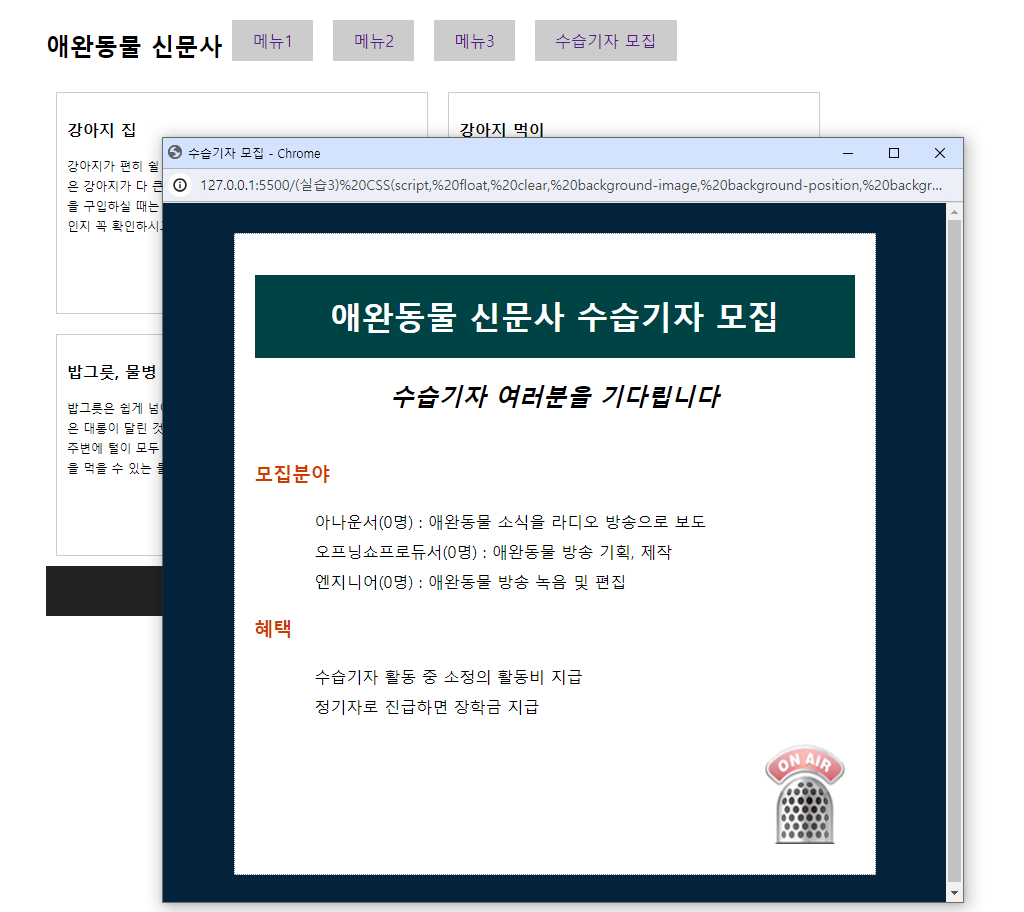 애완동물 신문사
메뉴1
메뉴2
메뉴3
수습기자 모집
강아지 집
강아지가 편히 쉴
은 강아지가 다 큰
을 구입하실 때는
인지 꼭 확인하시
강아지 먹이
밥그릇, 물병
밥그릇은 쉽게 넘
은 대롱이 달린 것
주변에 털이 모두
을 먹을 수 있는
수습기자 모집 - Chrome
127.0.0.1:5500/(실습3)%20CSS(script,%20float,%20clear,%20background-image,%20background-position,%20backgr...
애완동물 신문사 수습기자 모집
수습기자 여러분을 기다립니다
모집분야
아나운서(0명) : 애완동물 소식을 라디오 방송으로 보도
오프닝쇼프로듀서(0명) : 애완동물 방송 기획, 제작
엔지니어(0명) : 애완동물 방송 녹음 및 편집
혜택
수습기자 활동 중 소정의 활동비 지급
정기자로 진급하면 장학금 지급
ON AIR